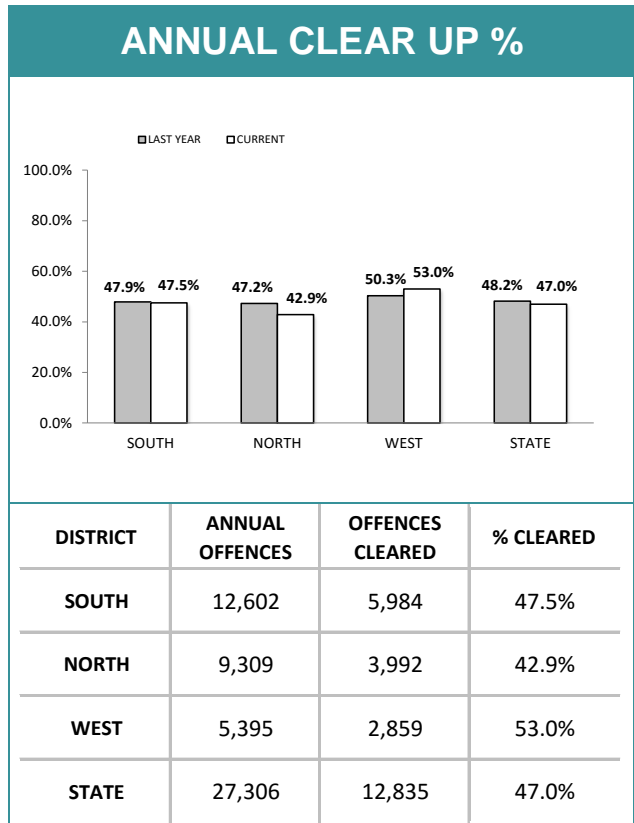 ANNUAL CLEAR UP %
LAST YEAR CURRENT
100.0%
80.0%
60.0%
40.0%
20.0%
0.0%
47.9% 47.5% 47.2% 42.9% 50.3% 53.0% 48.2% 47.0%
SOUTH NORTH WEST STATE
DISTRICT ANNUAL OFFENCES OFFENCES CLEARED % CLEARED
SOUTH 12,602 5,984 47.5%
NORTH 9,309 3,992 42.9%
WEST 5,395 2,859 53.0%
STATE 27,306 12,835 47.0%